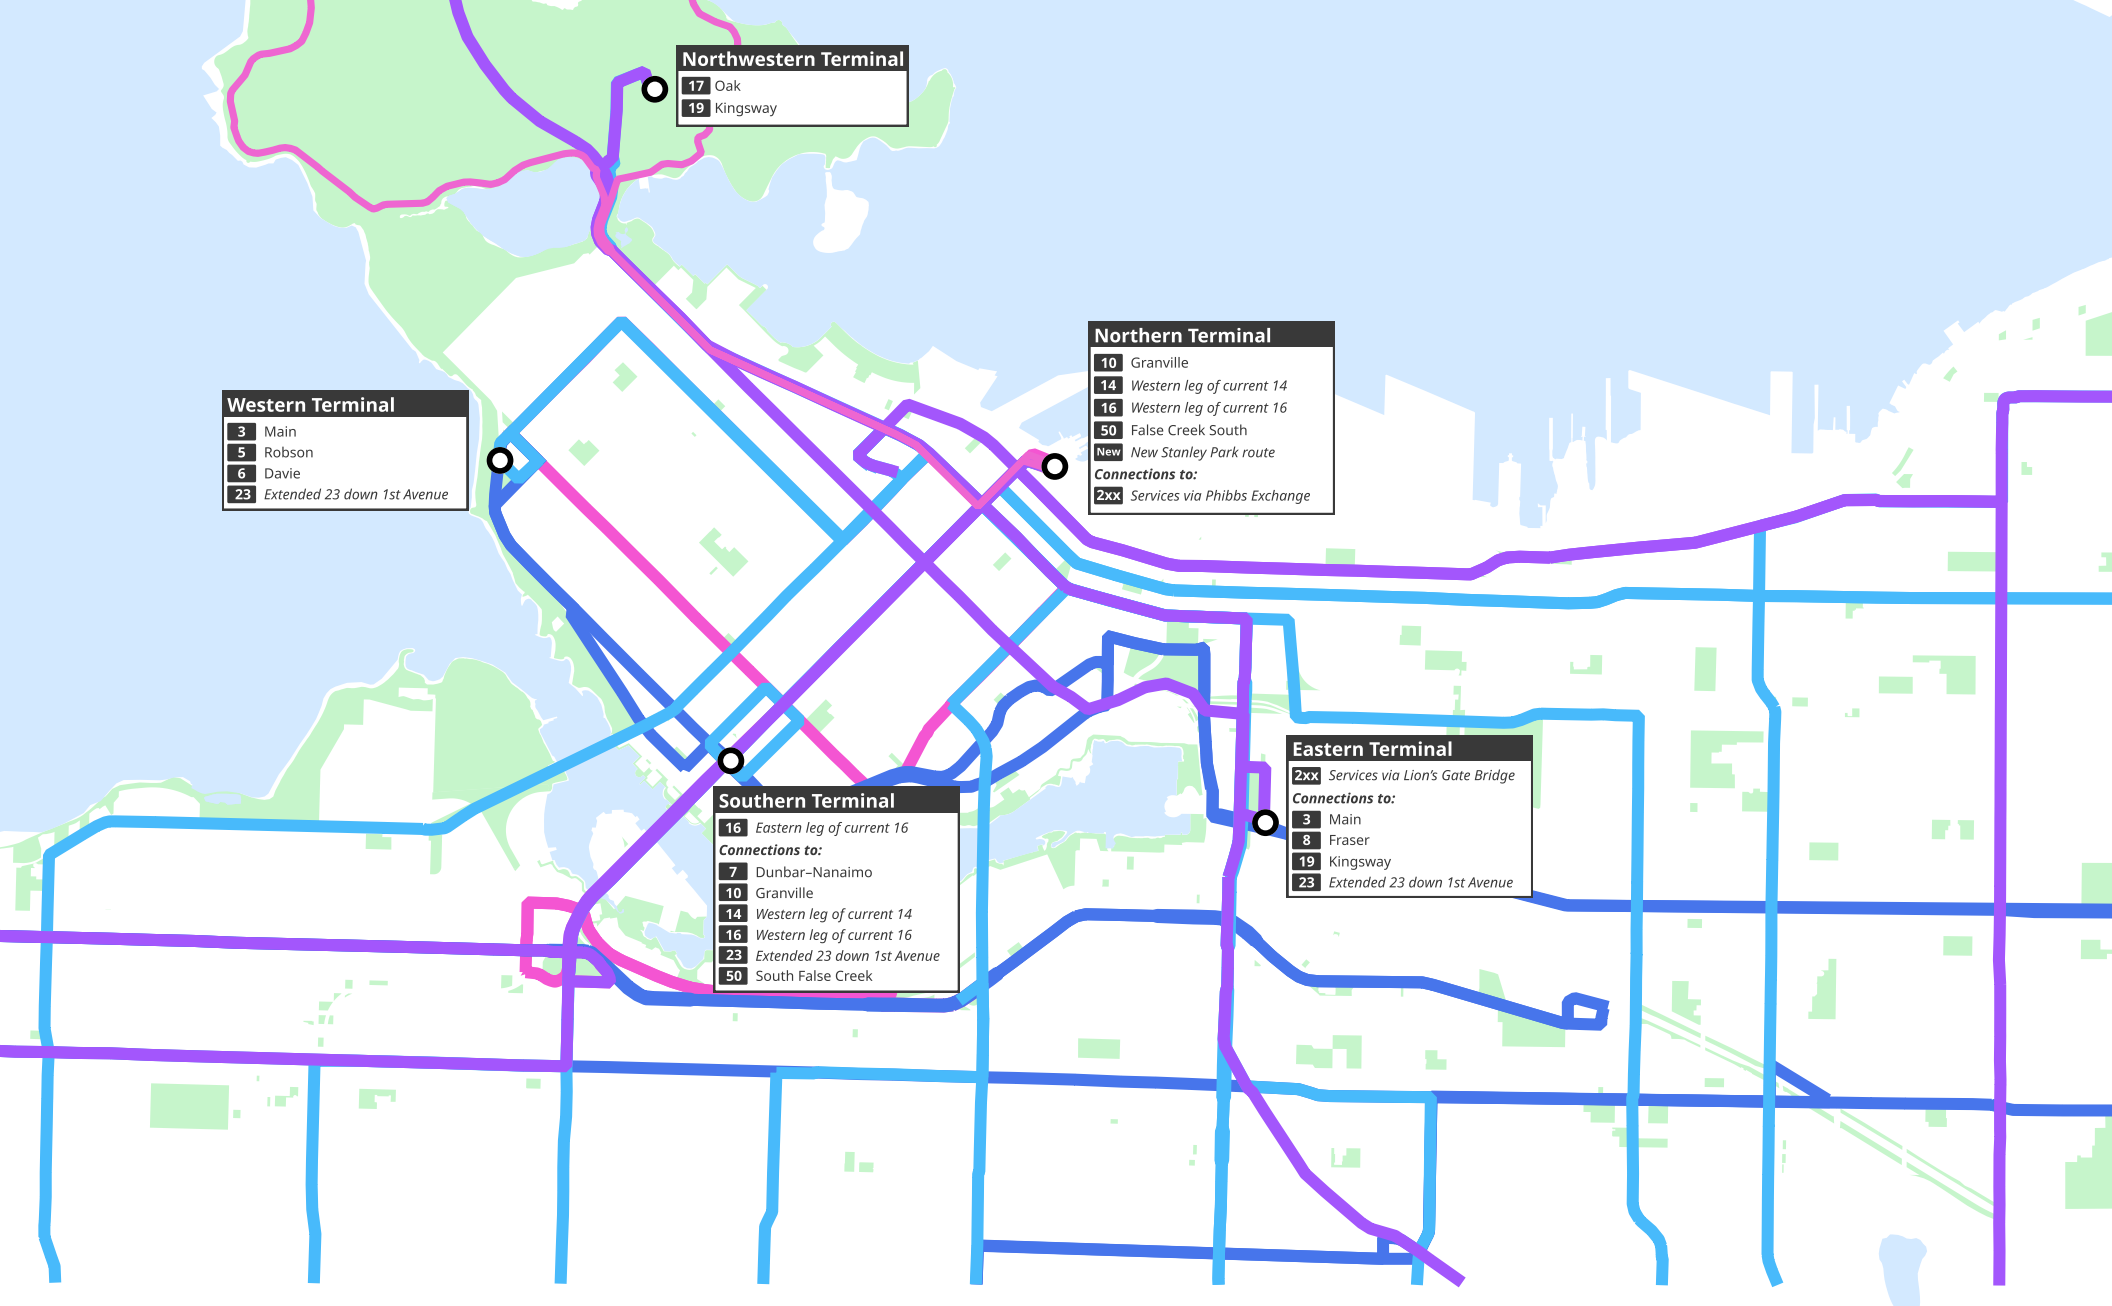 Northwestern Terminal
17 Oak
19 Kingsway
Northern Terminal
10 Granville
14 Western leg of current 14
16 Western leg of current 16
50 False Creek South
New New Stanley Park route
Connections to:
2xx Services via Phibbs Exchange
Western Terminal
3 Main
5 Robson
6 Davie
23 Extended 23 down 1st Avenue
Eastern Terminal
2xx Services via Lion’s Gate Bridge
Connections to:
3 Main
8 Fraser
19 Kingsway
23 Extended 23 down 1st Avenue
Southern Terminal
16 Eastern leg of current 16
Connections to:
7 Dunbar–Nanaimo
10 Granville
14 Western leg of current 14
16 Western leg of current 16
23 Extended 23 down 1st Avenue
50 South False Creek